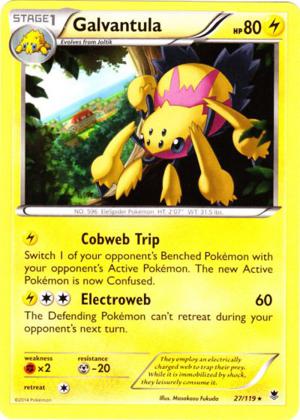 STAGE1 Galvantula HP80
Evolves from Joltik
NO. 596 EleSpider Pokémon HT: 2'07" WT: 31.5 lbs.
Cobweb Trip
Switch 1 of your opponent's Benched Pokémon with
your opponent's Active Pokémon. The new Active
Pokémon is now Confused.
Electroweb 60
The Defending Pokémon can't retreat during your
opponent's next turn.
weakness resistance
×2 -20
retreat
They employ an electrically
charged web to trap their prey.
While it is immobilized by shock,
they leisurely consume it.
Illus. Masakazu Fukuda 27/119 ★
©2014 Pokémon